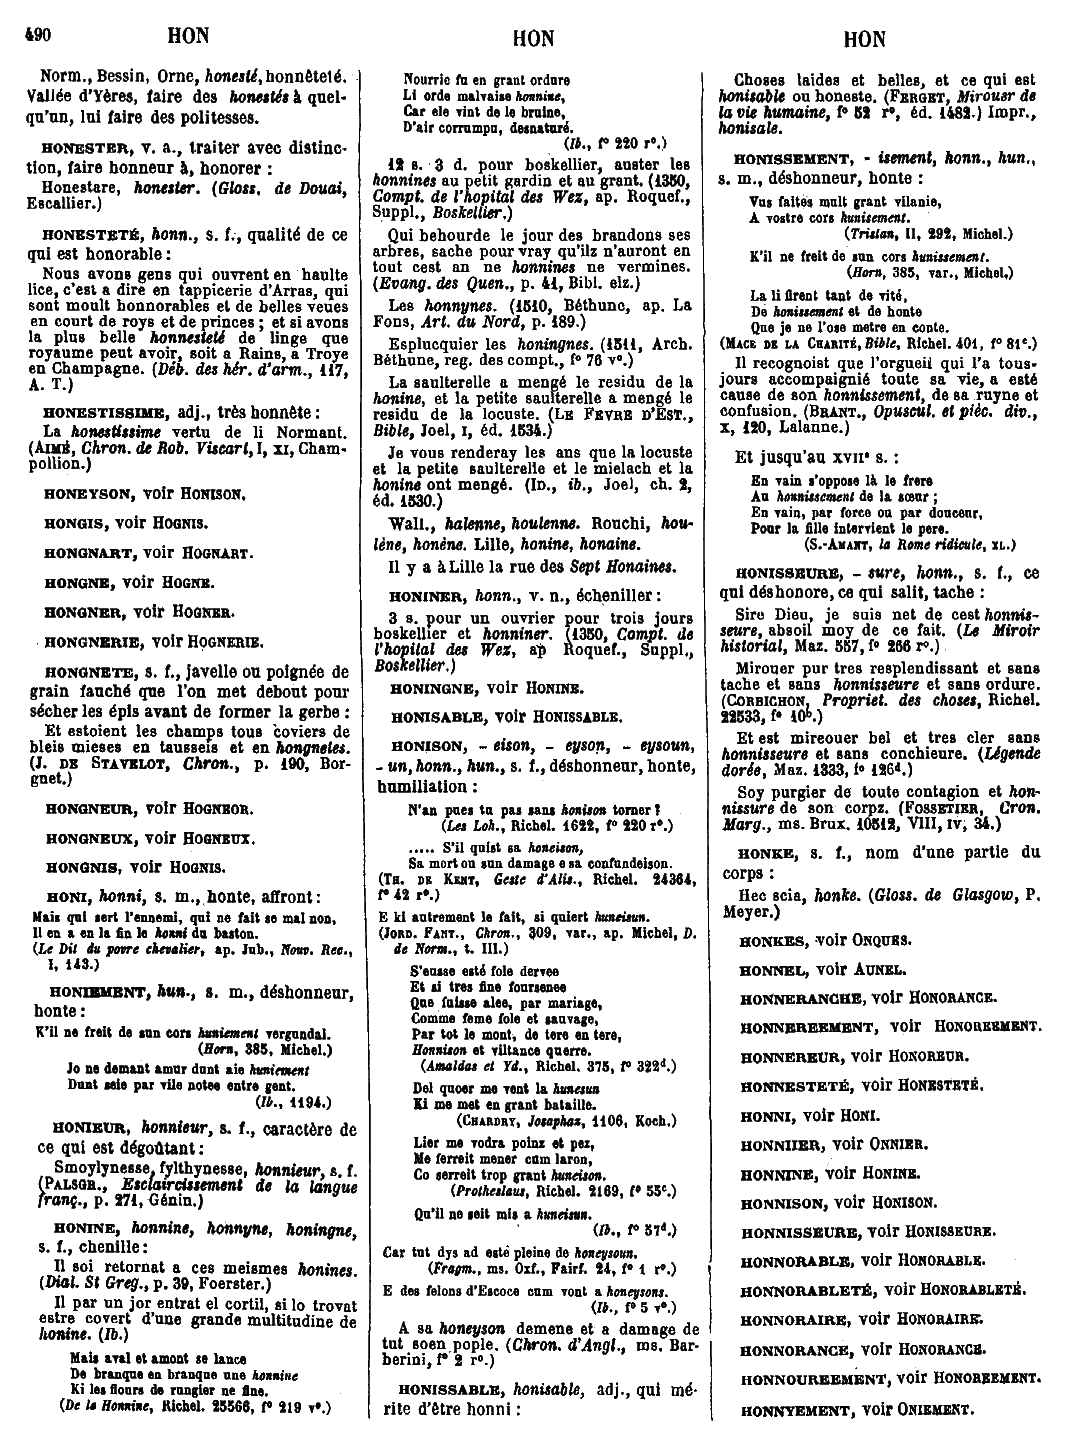 490 HON
HON
HON
Norm., Bessin, Orne, honesté, honnêteté.
Vallée d'Yères, faire des honestés à quel-
qu'un, lui faire des politesses.
HONESTER, v. a., traiter avec distinc-
tion, faire honneur à, honorer :
Honestare, honester. (Gloss. de Douai,
Escallier.)
HONESTETÉ, honn., s. f., qualité de ce
qui est honorable :
Nous avons gens qui ouvrent en haulte
lice, c'est a dire en tappicerie d'Arras, qui
sont moult honnorables et de belles veues
en court de roys et de princes ; et si avons
la plus belle honnesteté de linge que
royaume peut avoir, soit a Rains, a Troye
en Champagne. (Déb. des hér. d'arm., 117,
A. T.)
HONESTISSIME, adj., très honnête :
La honestissime vertu de li Normant.
(AIMÉ, Chron. de Rob. Viscart, I, XI, Cham-
pollion.)
HONEYSON, voir HONISON.
HONGIS, voir HOGNIS.
HONGNART, voir HOGNART.
HONGNE, voir HOGNE.
HONGNER, voir HOGNER.
HONGNERIE, voir HOGNERIE.
HONGNETE, s. f., javelle ou poignée de
grain fauché que l'on met debout pour
sécher les épis avant de former la gerbe :
Et estoient les champs tous coviers de
bleis mieses en tausseis et en hongnetes.
(J. DE STAVELOT, Chron., p. 190, Bor-
gnet.)
HONGNEUR, voir HOGNEOR.
HONGNEUX, voir HOGNEUX.
HONGNIS, voir HOGNIS.
HONI, honni, s. m., honte, affront :
Mais qui sert l'ennemi, qui ne fait se mal non,
Il en a en la fin le honni du baston.
(Le Dit du povre chevalier, ap. Jub., Nouv. Rec.,
I, 143.)
HONIEMENT, hun., s. m., déshonneur,
honte :
K'il ne freit de sun cors huniement vergundal.
(Horn, 385, Michel.)
Jo ne demant amur dunt aie huniement
Dunt seie par vile notee entre gent.
(Ib., 1194.)
HONIEUR, honnieur, s. f., caractère de
ce qui est dégoûtant :
Smoylynesse, fylthynesse, honnieur, s. f.
(PALSGR., Esclaircissement de la langue
franç., p. 271, Génin.)
HONINE, honnine, honnyne, honingne,
s. f., chenille :
Il soi retornat a ces meismes honines.
(Dial. St Greg., p. 39, Foerster.)
Il par un jor entrat el cortil, si lo trovat
estre covert d'une grande multitudine de
honine. (Ib.)
Mais aval et amont se lance
De branque en branque une honnine
Ki les flours de rungier ne fine.
(De le Honnine, Richel. 25566, f° 219 v°.)
Nourrie fu en grant ordure
Li orde malvaise honnine,
Car ele vint de le bruine,
D'air corrumpu, desnaturé.
(Ib., f° 220 r°.)
12 s. 3 d. pour boskellier, auster les
honnines au petit gardin et au grant. (1350,
Compt. de l'hopital des Wez, ap. Roquef.,
Suppl., Boskellier.)
Qui behourde le jour des brandons ses
arbres, sache pour vray qu'ilz n'auront en
tout cest an ne honnines ne vermines.
(Evang. des Quen., p. 41, Bibl. elz.)
Les honnynes. (1510, Béthune, ap. La
Fons, Art. du Nord, p. 189.)
Esplucquier les honingnes. (1511, Arch.
Béthune, reg. des compt., f° 76 v°.)
La saulterelle a mengé le residu de la
honine, et la petite saulterelle a mengé le
residu de la locuste. (LE FEVRE D'EST.,
Bible, Joel, I, éd. 1534.)
Je vous renderay les ans que la locuste
et la petite saulterelle et le mielach et la
honine ont mengé. (ID., ib., Joel, ch. 2,
éd. 1530.)
Wall., halenne, houlenne. Rouchi, hou-
lène, honène. Lille, honine, honaine.
Il y a à Lille la rue des Sept Honaines.
HONINER, honn., v. n., écheniller :
3 s. pour un ouvrier pour trois jours
boskellier et honniner. (1350, Compt. de
l'hopital des Wez, ap Roquef., Suppl.,
Boskellier.)
HONINGNE, voir HONINE.
HONISABLE, voir HONISSABLE.
HONISON, - eison, - eyson, - eysoun,
- un, honn., hun., s. f., déshonneur, honte,
humiliation :
N'an pues tu pas sans honison torner ?
(Les Loh., Richel. 1622, f° 220 r°.)
..... S'il quist sa honeison,
Sa mort ou sun damage e sa confundeison.
(TH. DE KENT, Geste d'Alis., Richel. 24364,
f° 42 r°.)
E ki autrement le fait, si quiert huneisun.
(JORD. FANT., Chron., 309, var., ap. Michel, D.
de Norm., t. III.)
S'eusse esté fole dervee
Et si tres fine foursenee
Que fuisse alee, par mariage,
Comme feme fole et sauvage,
Par tot le mont, de tere en tere,
Honnison et viltance querre.
(Amaldas et Yd., Richel. 375, f° 322d.)
Del quoer me vent la hunesun
Ki me met en grant bataille.
(CHARDRY, Josaphaz, 1106, Koch.)
Lier me vodra poinz et pez,
Me ferreit mener cum laron,
Co serreit trop grant huneison.
(Protheslaus, Richel. 2169, f° 55c.)
Qu'il ne seit mis a huneisun.
(Ib., f° 57d.)
Car tut dys ad esté pleine de honeysoun.
(Fragm., ms. Oxf., Fairf. 24, f° 1 r°.)
E des felons d'Escoce cum vont a honeysons.
(Ib., f° 5 v°.)
A sa honeyson demene et a damage de
tut soen pople. (Chron. d'Angl., ms. Bar-
berini, f° 2 r°.)
HONISSABLE, honisable, adj., qui mé-
rite d'être honni :
Choses laides et belles, et ce qui est
honisable ou honeste. (FERGET, Mirouer de
la vie humaine, f° 52 r°, éd. 1482.) Impr.,
honisale.
HONISSEMENT, - isement, honn., hun.,
s. m., déshonneur, honte :
Vus faites mult grant vilanie,
A vostre cors hunisement.
(Tristan, II, 292, Michel.)
K'il ne freit de sun cors hunissement.
(Horn, 385, var., Michel.)
La li firent tant de vité,
De honissement et de honte
Que je ne l'ose metre en conte.
(MACE DE LA CHARITÉ, Bible, Richel. 401, f° 81c.)
Il recognoist que l'orgueil qui l'a tous-
jours accompaignié toute sa vie, a esté
cause de son honnissement, de sa ruyne et
confusion. (BRANT., Opuscul. et pièc. div.,
X, 120, Lalanne.)
Et jusqu'au XVIIe s. :
En vain s'oppose là le frere
Au honnissement de la sœur ;
En vain, par force ou par douceur,
Pour la fille intervient le pere.
(S.-AMANT, la Rome ridicule, XL.)
HONISSEURE, - sure, honn., s. f., ce
qui déshonore, ce qui salit, tache :
Sire Dieu, je suis net de cest honnis-
seure, absoil moy de ce fait. (Le Miroir
historial, Maz. 557, f° 266 r°.)
Mirouer pur tres resplendissant et sans
tache et sans honnisseure et sans ordure.
(CORBICHON, Propriet. des choses, Richel.
22533, f° 10b.)
Et est mireouer bel et tres cler sans
honnisseure et sans conchieure. (Légende
dorée, Maz. 1333, f° 126d.)
Soy purgier de toute contagion et hon-
nissure de son corpz. (FOSSETIER, Cron.
Marg., ms. Brux. 10512, VIII, IV, 34.)
HONKE, s. f., nom d'une partie du
corps :
Hec scia, honke. (Gloss. de Glasgow, P.
Meyer.)
HONKES, voir ONQUES.
HONNEL, voir AUNEL.
HONNERANCHE, voir HONORANCE.
HONNEREEMENT, voir HONOREEMENT.
HONNEREUR, voir HONOREUR.
HONNESTETÉ, voir HONESTETÉ.
HONNI, voir HONI.
HONNIIER, voir ONNIER.
HONNINE, voir HONINE.
HONNISON, voir HONISON.
HONNISSEURE, voir HONISSEURE.
HONNORABLE, voir HONORABLE.
HONNORABLETÉ, voir HONORABLETÉ.
HONNORAIRE, voir HONORAIRE.
HONNORANCE, voir HONORANCE.
HONNOUREEMENT, voir HONOREEMENT.
HONNYEMENT, voir ONIEMENT.